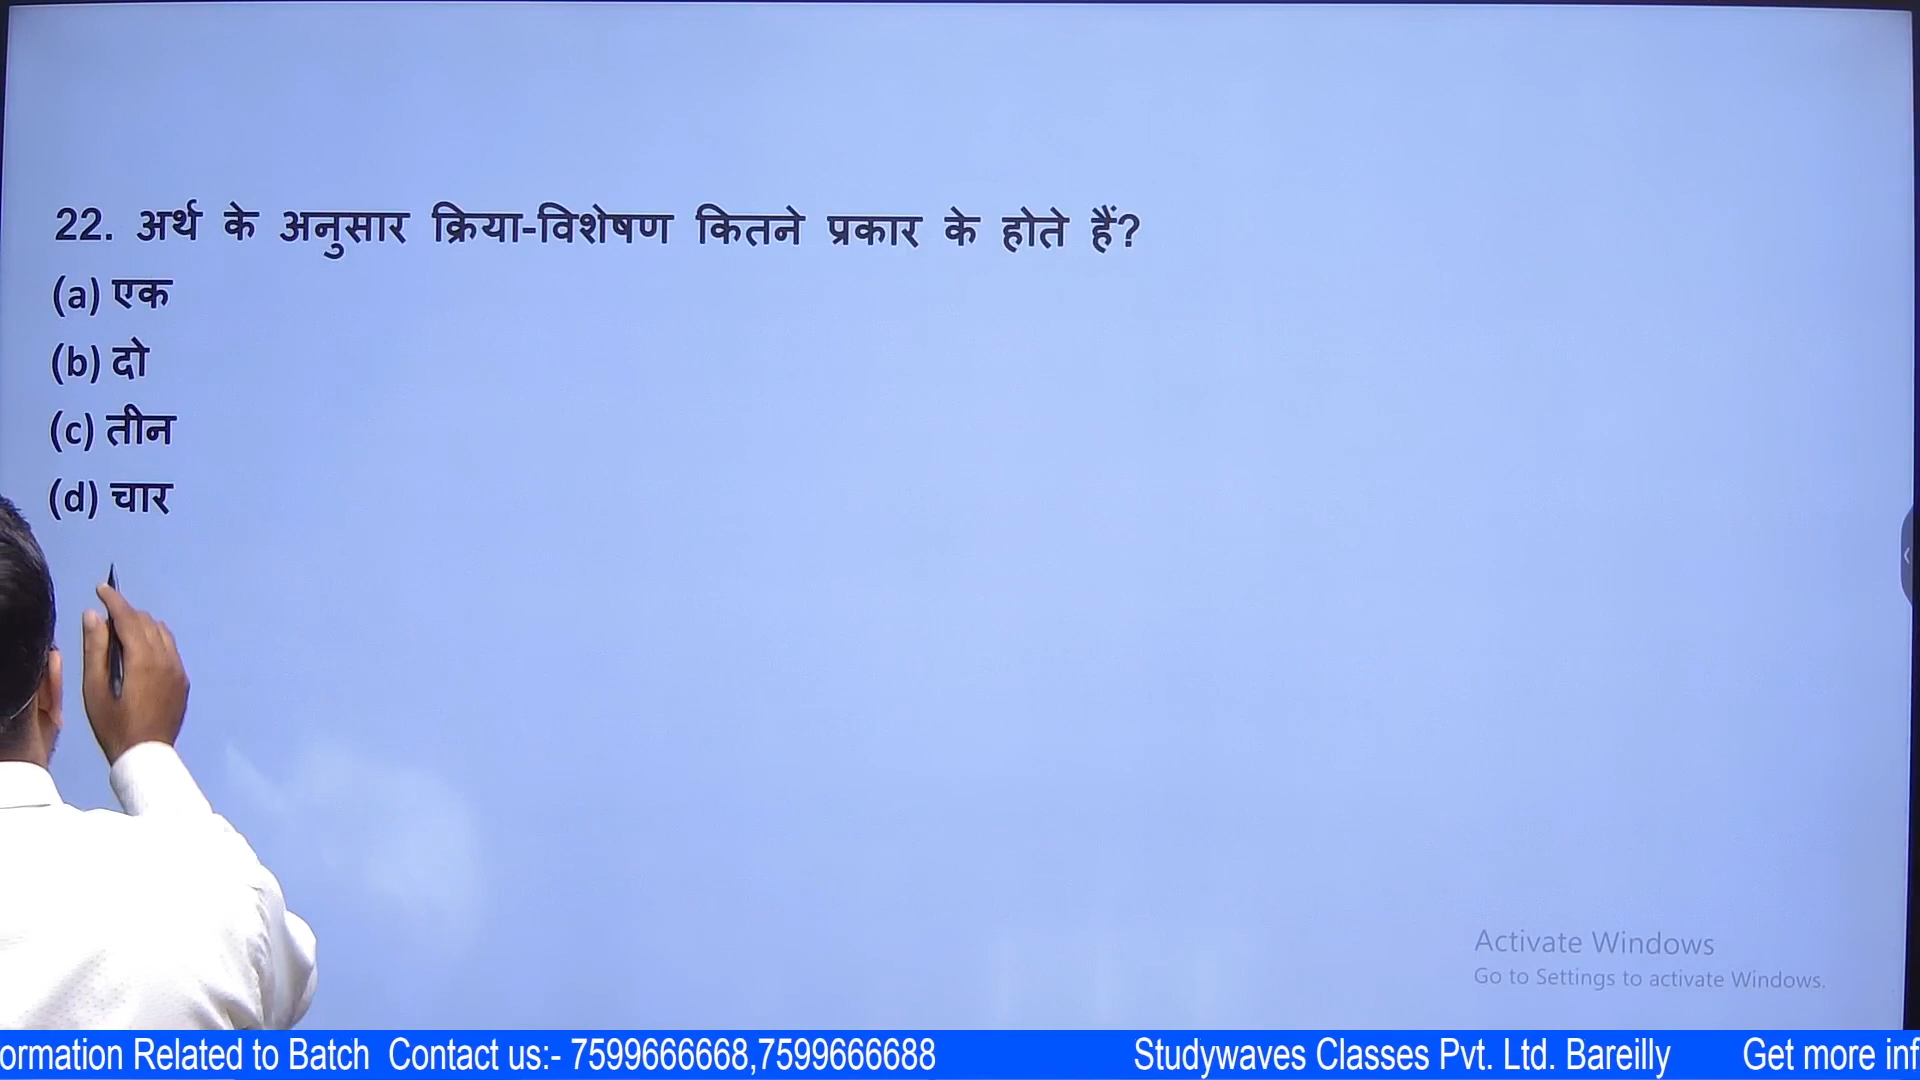 22. अर्थ के अनुसार क्रिया-विशेषण कितने प्रकार के होते हैं?
(a) एक
(b) दो
(c) तीन
(d) चार
Activate Windows
Go to Settings to activate Windows.
ormation Related to Batch Contact us:- 7599666668,7599666688 Studywaves Classes Pvt. Ltd. Bareilly Get more inf